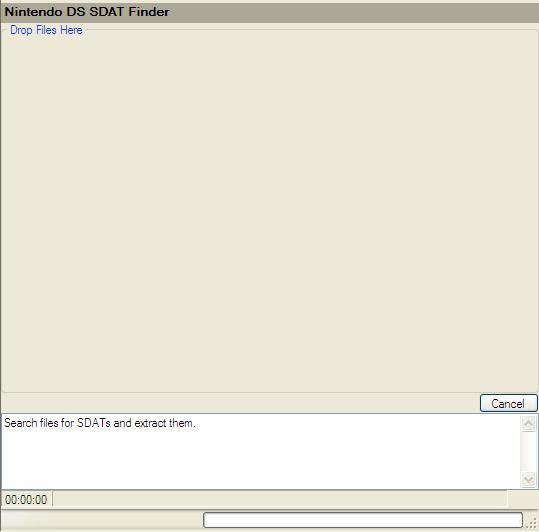 Nintendo DS SDAT Finder
Drop Files Here
Cancel
Search files for SDATs and extract them.
00:00:00